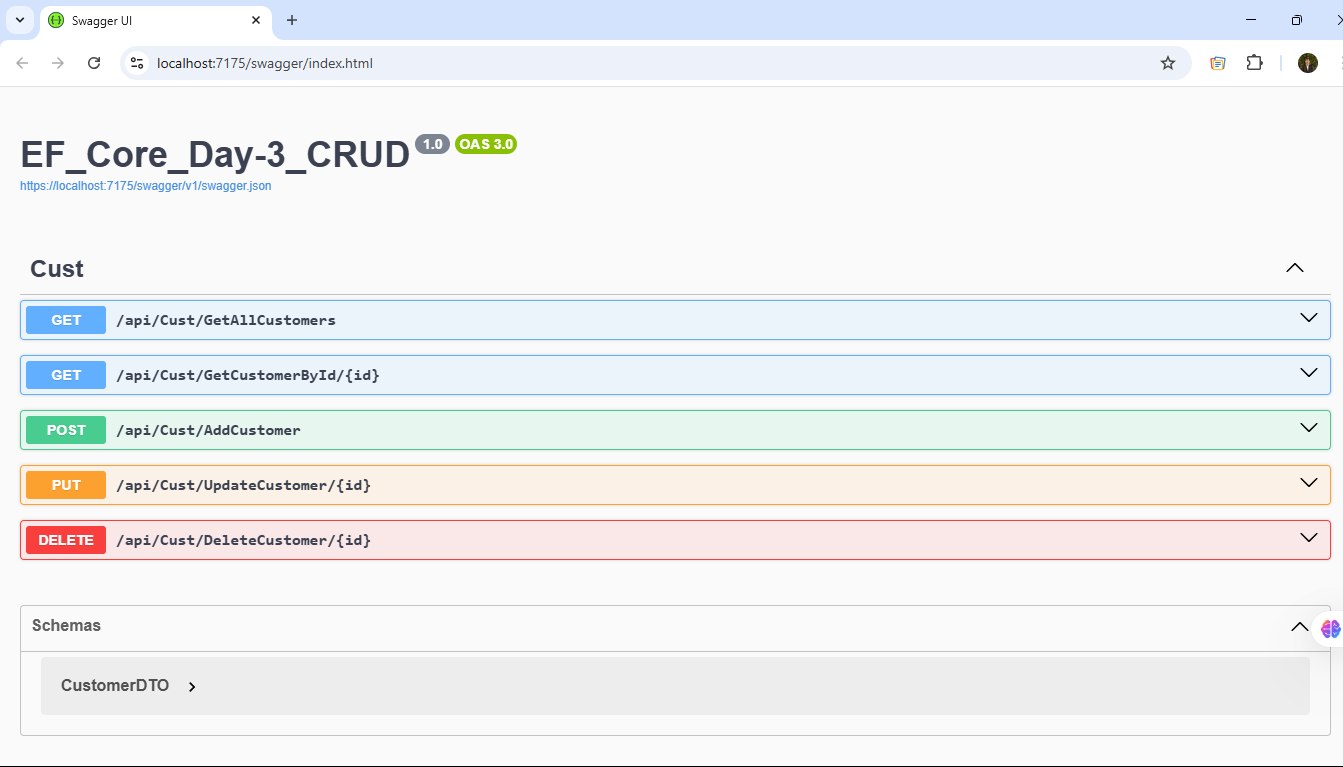 Swagger UI
localhost:7175/swagger/index.html
EF_Core_Day-3_CRUD 1.0 OAS 3.0
https://localhost:7175/swagger/v1/swagger.json
Cust
GET /api/Cust/GetAllCustomers
GET /api/Cust/GetCustomerById/{id}
POST /api/Cust/AddCustomer
PUT /api/Cust/UpdateCustomer/{id}
DELETE /api/Cust/DeleteCustomer/{id}
Schemas
CustomerDTO